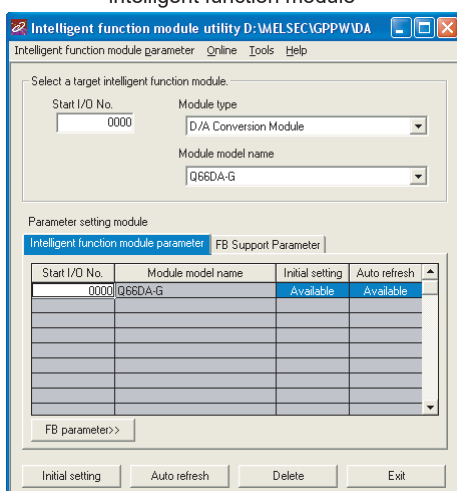 Intelligent function module
Intelligent function module utility D:\MELSEC\GPPW\DA
Intelligent function module parameter Online Tools Help
Select a target intelligent function module.
Start I/O No. Module type
0000 D/A Conversion Module
Module model name
Q66DA-G
Parameter setting module
Intelligent function module parameter FB Support Parameter
Start I/O No. Module model name Initial setting Auto refresh
0000 Q66DA-G Available Available
FB parameter>>
Initial setting Auto refresh Delete Exit